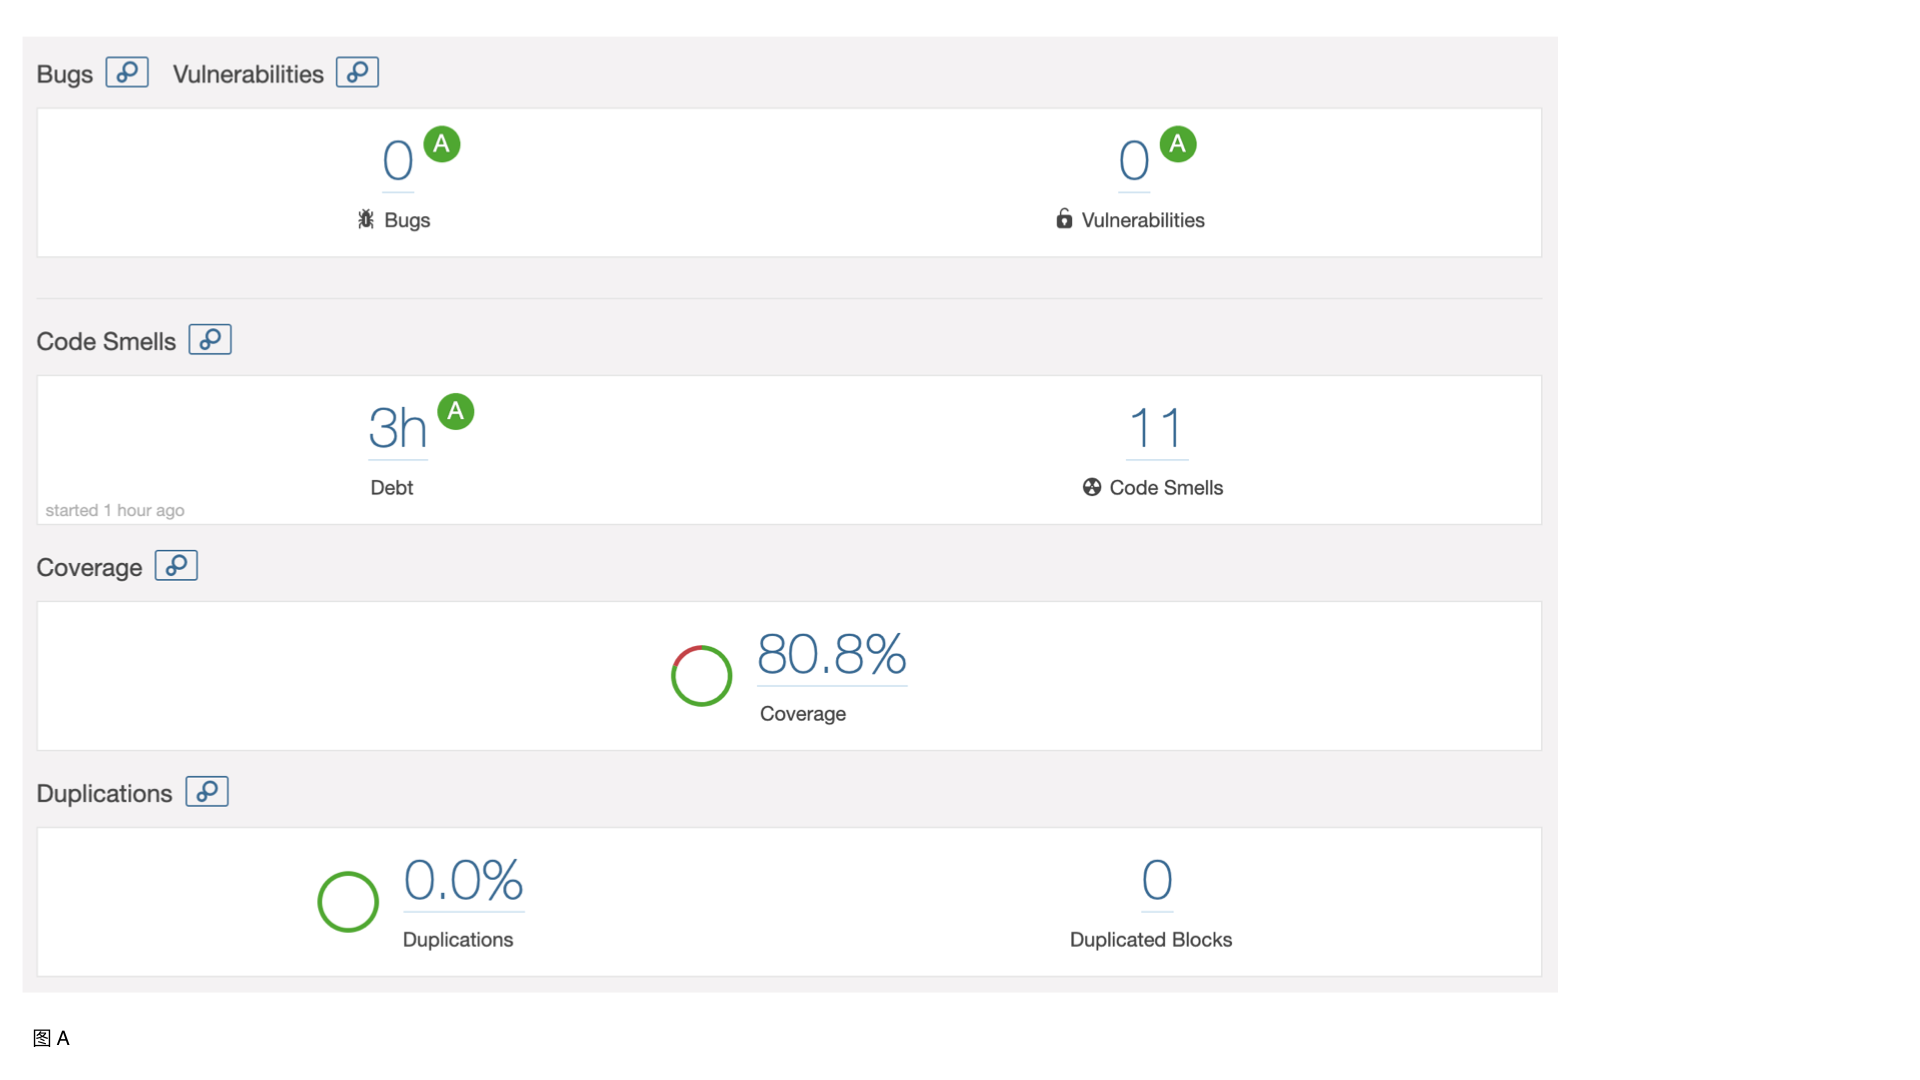 Bugs Vulnerabilities
0 A 0 A
Bugs Vulnerabilities
Code Smells
3h A 11
Debt Code Smells
started 1 hour ago
Coverage
80.8%
Coverage
Duplications
0.0% 0
Duplications Duplicated Blocks
图 A